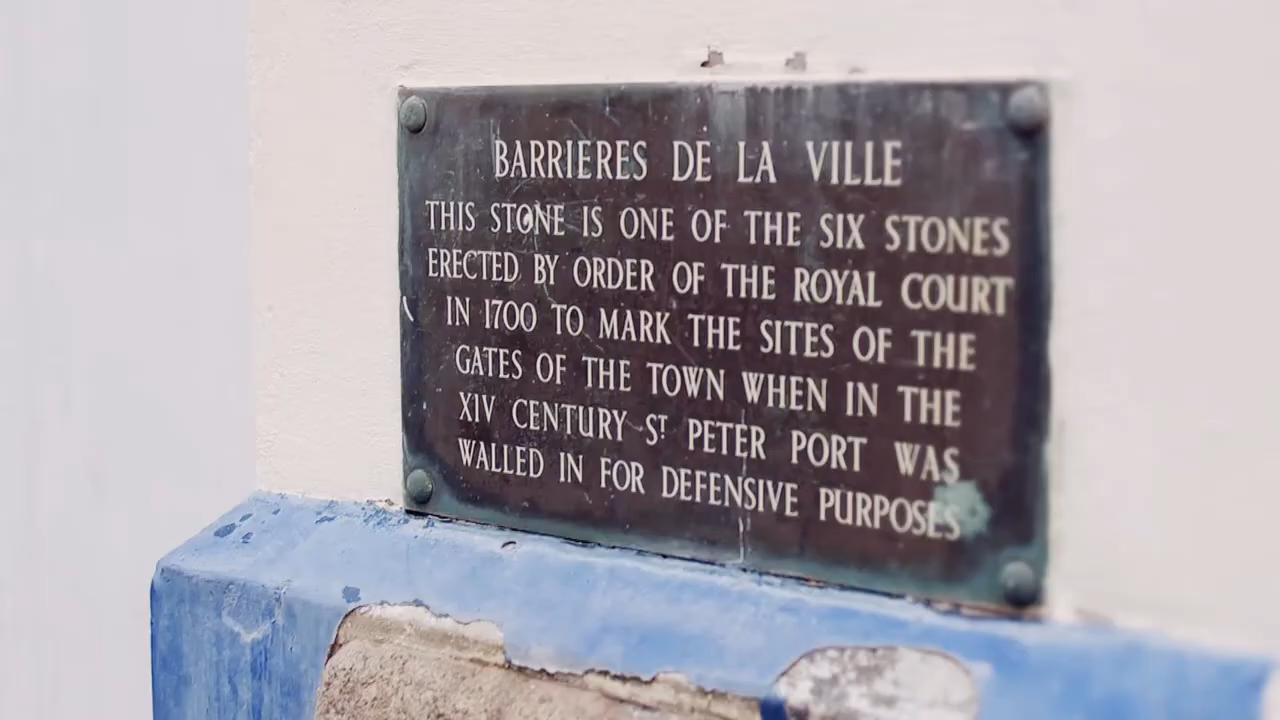 BARRIERES DE LA VILLE
THIS STONE IS ONE OF THE SIX STONES
ERECTED BY ORDER OF THE ROYAL COURT
IN 1700 TO MARK THE SITES OF THE
GATES OF THE TOWN WHEN IN THE
XIV CENTURY ST PETER PORT WAS
WALLED IN FOR DEFENSIVE PURPOSES